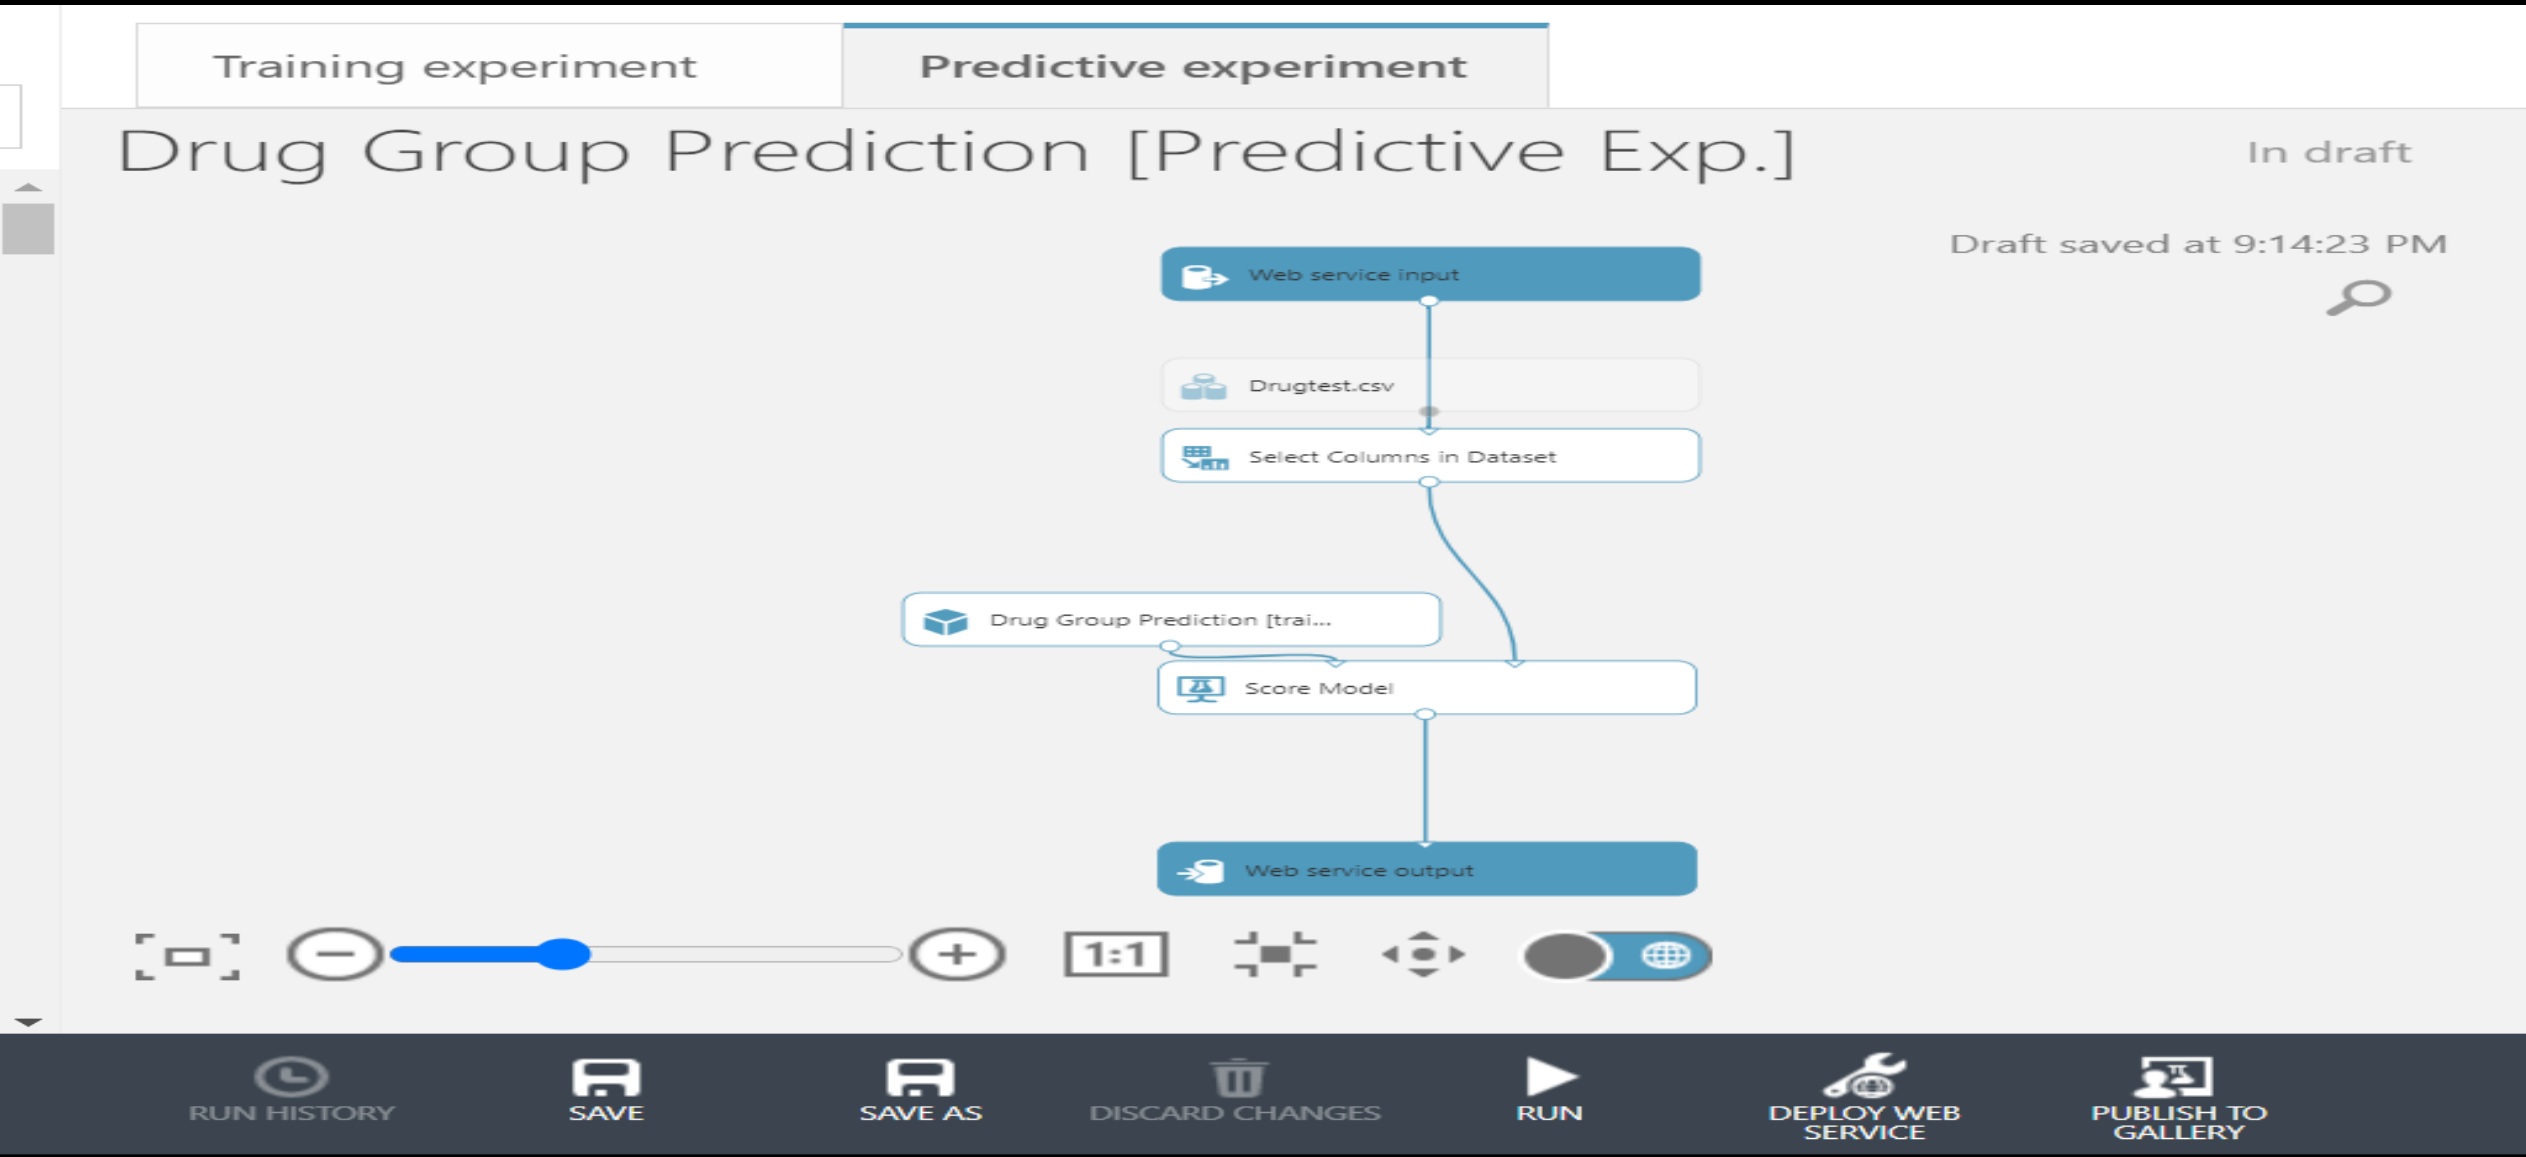 Training experiment
Predictive experiment
Drug Group Prediction [Predictive Exp.]
In draft
Draft saved at 9:14:23 PM
Web service input
Drugtest.csv
Select Columns in Dataset
Drug Group Prediction [trai...
Score Model
Web service output
1:1
RUN HISTORY
SAVE
SAVE AS
DISCARD CHANGES
RUN
DEPLOY WEB
SERVICE
PUBLISH TO
GALLERY